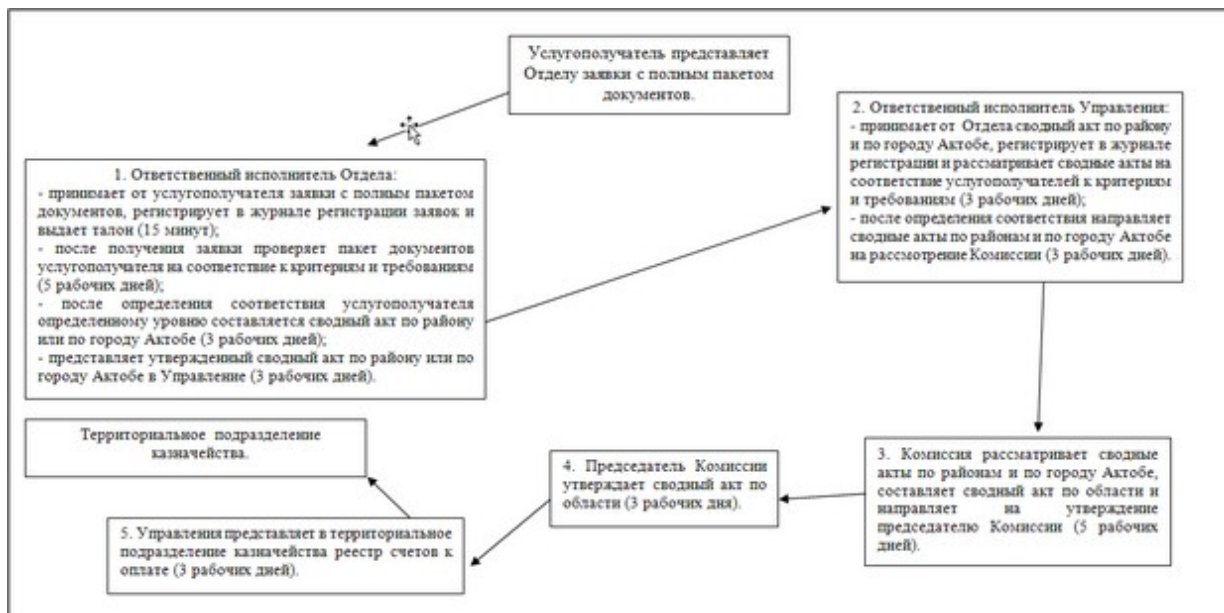 Услугополучатель представляет
Отделу заявки с полным пакетом
документов.
1. Ответственный исполнитель Отдела:
- принимает от услугополучателя заявки с полным пакетом
документов, регистрирует в журнале регистрации заявок и
выдает талон (15 минут);
- после получения заявки проверяет пакет документов
услугополучателя на соответствие к критериям и требованиям
(5 рабочих дней);
- после определения соответствия услугополучателя
определенному уровню составляется сводный акт по району
или по городу Актобе (3 рабочих дней);
- представляет утвержденный сводный акт по району или по
городу Актобе в Управление (3 рабочих дней).
2. Ответственный исполнитель Управления:
- принимает от Отдела сводный акт по району
и по городу Актобе, регистрирует в журнале
регистрации и рассматривает сводные акты на
соответствие услугополучателей к критериям
и требованиям (3 рабочих дней);
- после определения соответствия направляет
сводные акты по районам и по городу Актобе
на рассмотрение Комиссии (3 рабочих дней).
3. Комиссия рассматривает сводные
акты по районам и по городу Актобе,
составляет сводный акт по области и
направляет на утверждение
председателю Комиссии (5 рабочих
дней).
4. Председатель Комиссии
утверждает сводный акт по
области (3 рабочих дня).
5. Управления представляет в территориальное
подразделение казначейства реестр счетов к
оплате (3 рабочих дней).
Территориальное подразделение
казначейства.